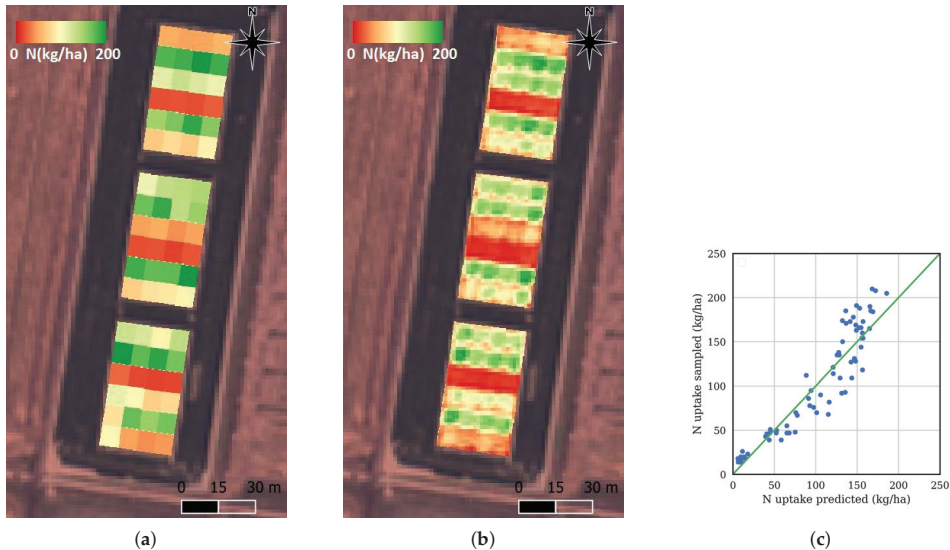 N
0 N(kg/ha) 200
0 15 30 m
(a)
N
0 N(kg/ha) 200
0 15 30 m
(b)
250
200
150
100
50
0
N uptake sampled (kg/ha)
0 50 100 150 200 250
N uptake predicted (kg/ha)
(c)